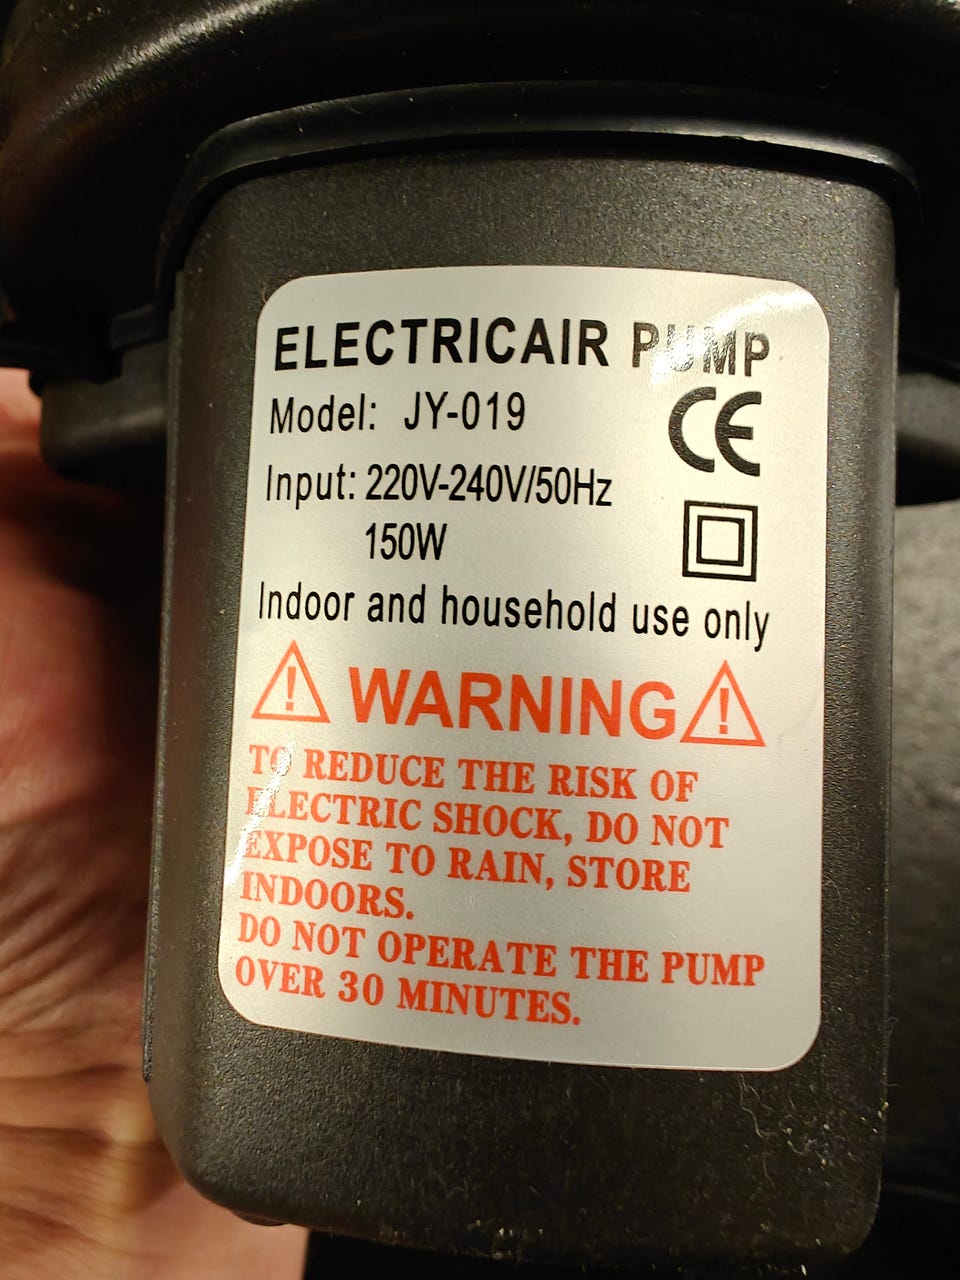 ELECTRICAIR PUMP
Model: JY-019
CE
Input: 220V-240V/50Hz
150W
Indoor and household use only
WARNING
TO REDUCE THE RISK OF
ELECTRIC SHOCK, DO NOT
EXPOSE TO RAIN, STORE
INDOORS.
DO NOT OPERATE THE PUMP
OVER 30 MINUTES.